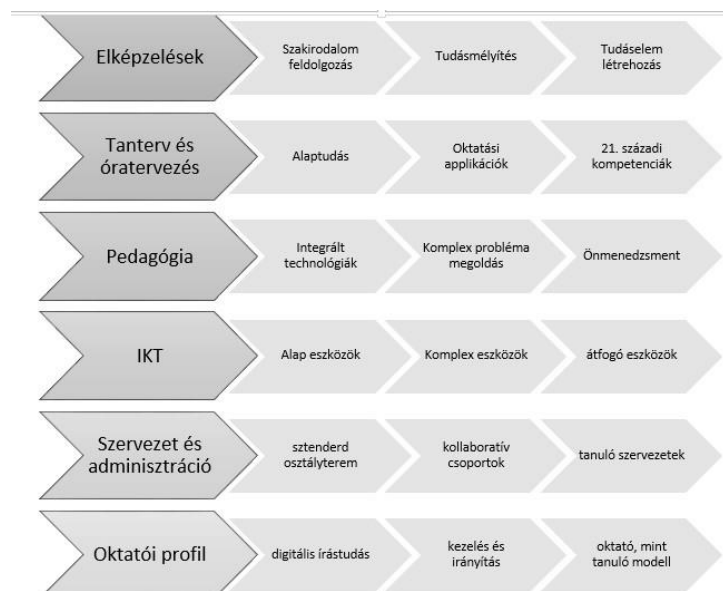 Elképzelések
Szakirodalom
feldolgozás
Tudásmélyítés
Tudáselem
létrehozás
Tanterv és
óratervezés
Alaptudás
Oktatási
applikációk
21. századi
kompetenciák
Pedagógia
Integrált
technológiák
Komplex probléma
megoldás
Önmenedzsment
IKT
Alap eszközök
Komplex eszközök
átfogó eszközök
Szervezet és
adminisztráció
sztenderd
osztályterem
kollaboratív
csoportok
tanuló szervezetek
Oktatói profil
digitális írástudás
kezelés és
irányítás
oktató, mint
tanuló modell